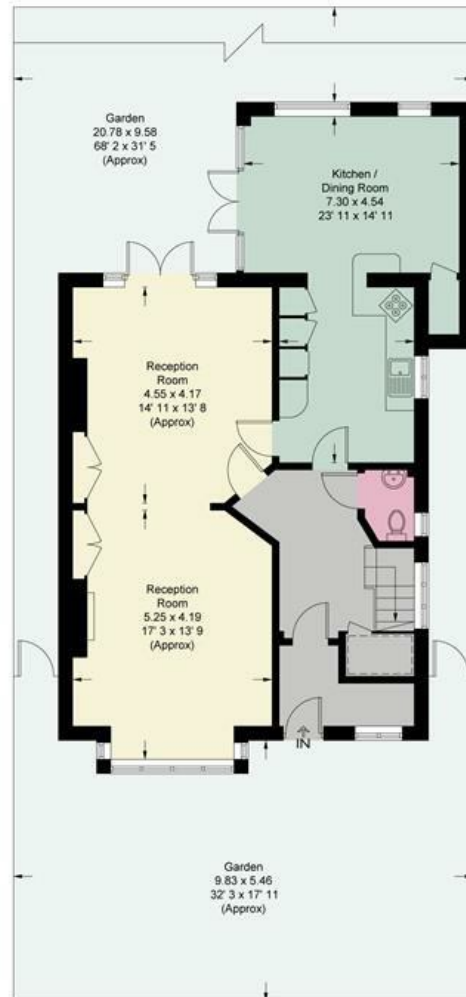 Garden
20.78 x 9.58
68' 2 x 31' 5
(Approx)
Kitchen /
Dining Room
7.30 x 4.54
23' 11 x 14' 11
Reception
Room
4.55 x 4.17
14' 11 x 13' 8
(Approx)
Reception
Room
5.25 x 4.19
17' 3 x 13' 9
(Approx)
IN
Garden
9.83 x 5.46
32' 3 x 17' 11
(Approx)